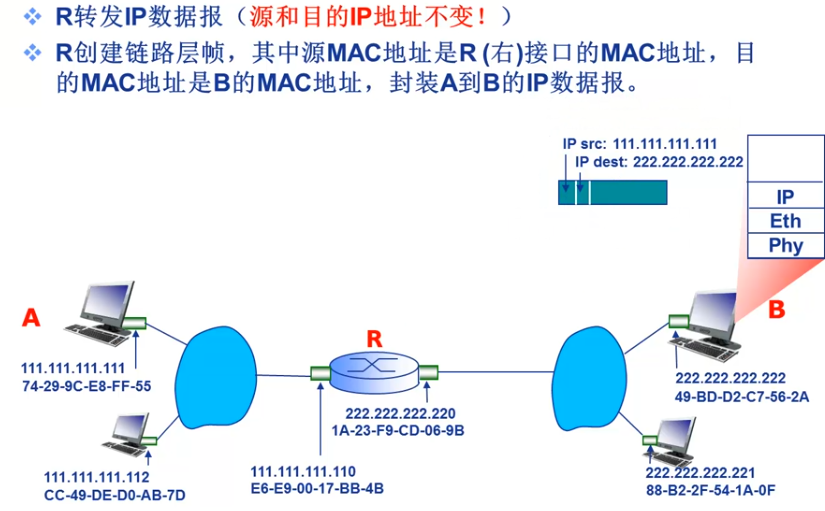 R转发IP数据报（源和目的IP地址不变！）
R创建链路层帧，其中源MAC地址是R (右)接口的MAC地址，目
的MAC地址是B的MAC地址，封装A到B的IP数据报。
IP src: 111.111.111.111
IP dest: 222.222.222.222
IP
Eth
Phy
A
R
B
111.111.111.111
74-29-9C-E8-FF-55
222.222.222.220
1A-23-F9-CD-06-9B
222.222.222.222
49-BD-D2-C7-56-2A
111.111.111.112
CC-49-DE-D0-AB-7D
111.111.111.110
E6-E9-00-17-BB-4B
222.222.222.221
88-B2-2F-54-1A-0F